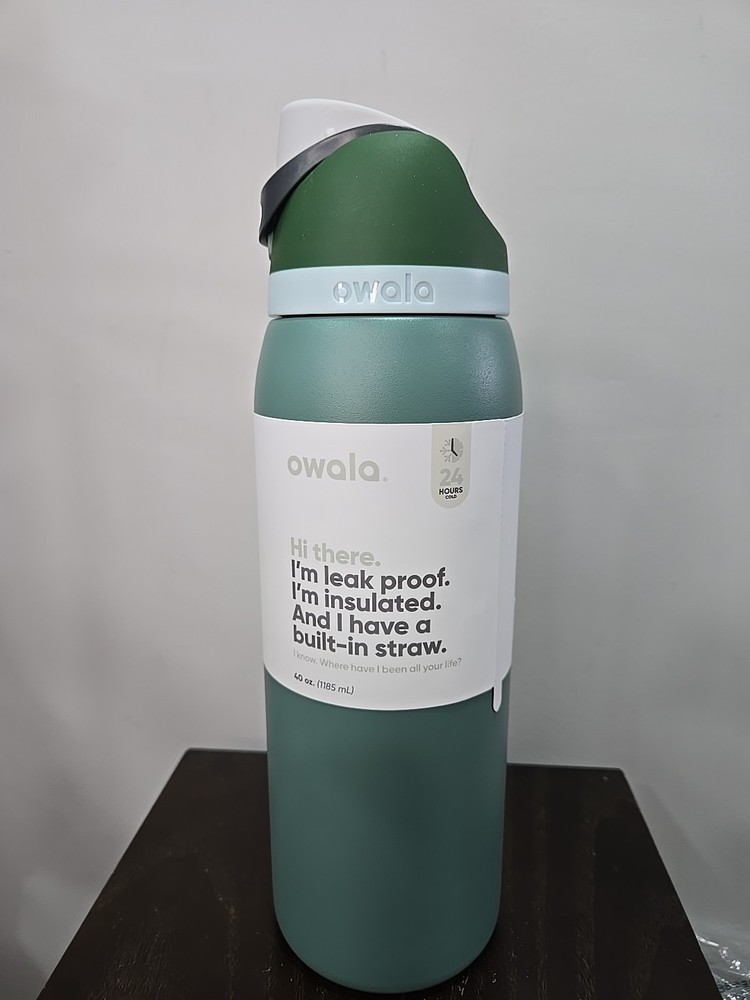 owala
owala®
24
HOURS
COLD
Hi there.
I'm leak proof.
I'm insulated.
And I have a
built-in straw.
I know. Where have I been all your life?
40 oz. (1185 mL)